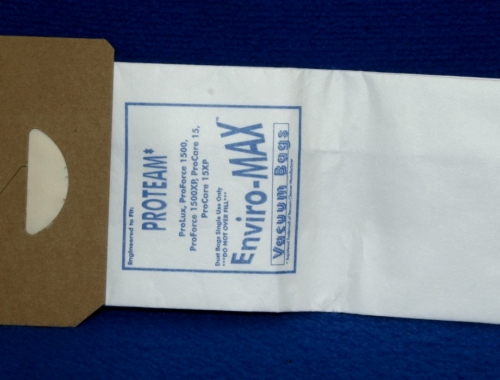 Engineered to Fit:
PROTEAM‡
ProLux, ProForce 1500,
ProForce 1500XP, ProCare 15,
ProCare 15XP
Dust Bags Single Use Only
***DO NOT OVER FILL***
Enviro-MAX™
Vacuum Bags